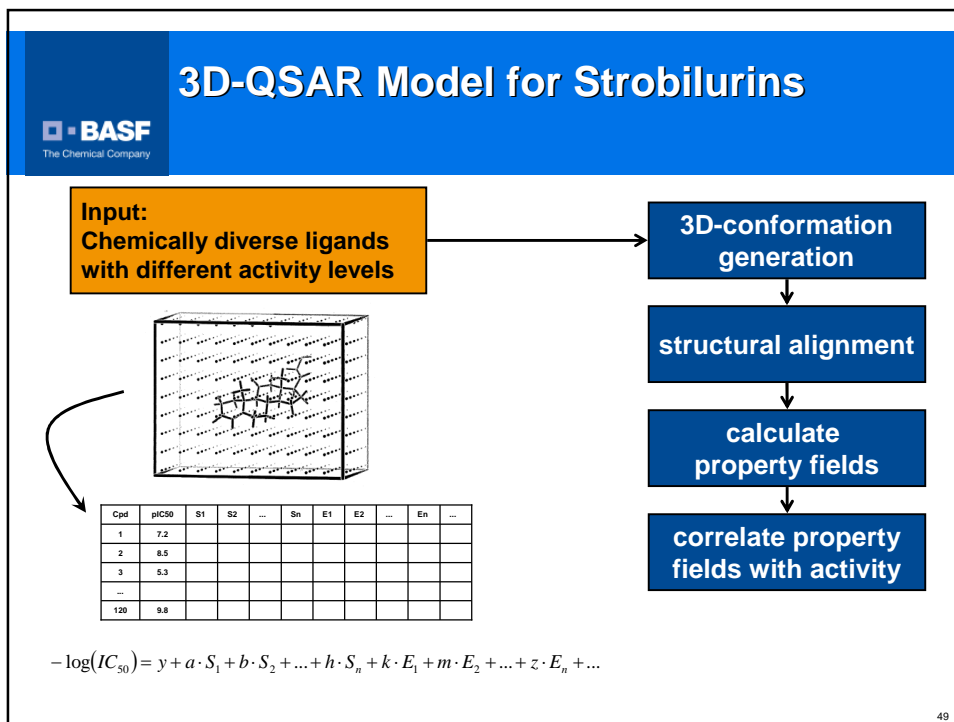 3D-QSAR Model for Strobilurins
BASF
The Chemical Company
Input:
Chemically diverse ligands
with different activity levels
3D-conformation
generation
structural alignment
calculate
property fields
correlate property
fields with activity
Cpd pIC50 S1 S2 ... Sn E1 E2 ... En ...
1 7.2
2 8.5
3 5.3
...
120 9.8
−log(IC₅₀) = y + a · S₁ + b · S₂ + ... + h · Sₙ + k · E₁ + m · E₂ + ... + z · Eₙ + ...
49